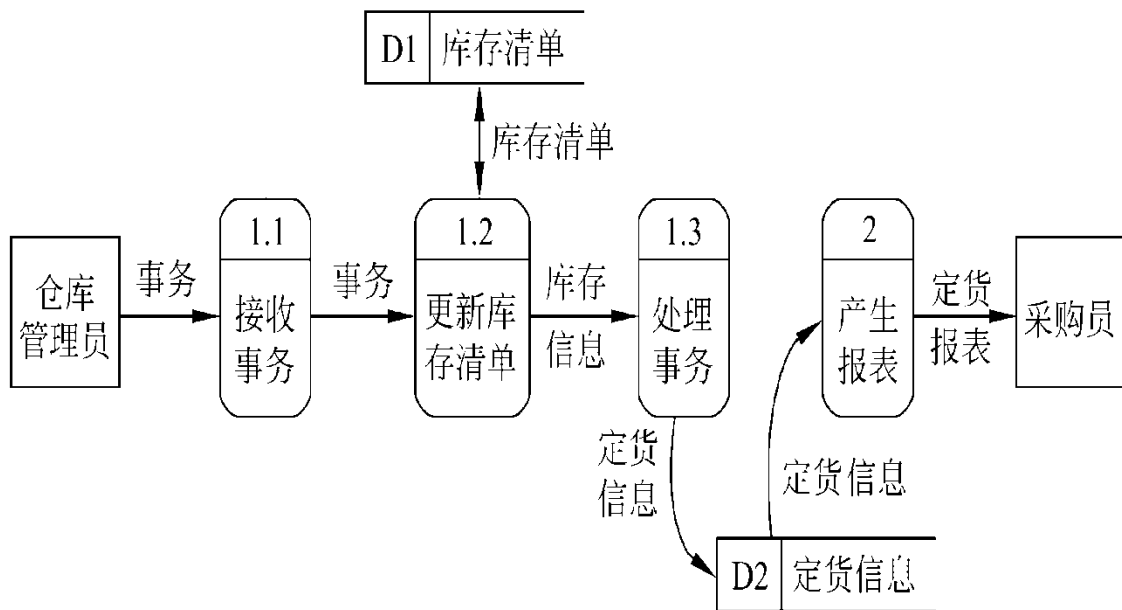 D1 库存清单
库存清单
仓库
管理员
事务
1.1
接收
事务
事务
1.2
更新库
存清单
库存
信息
1.3
处理
事务
定货
信息
D2 定货信息
定货信息
2
产生
报表
定货
报表
采购员